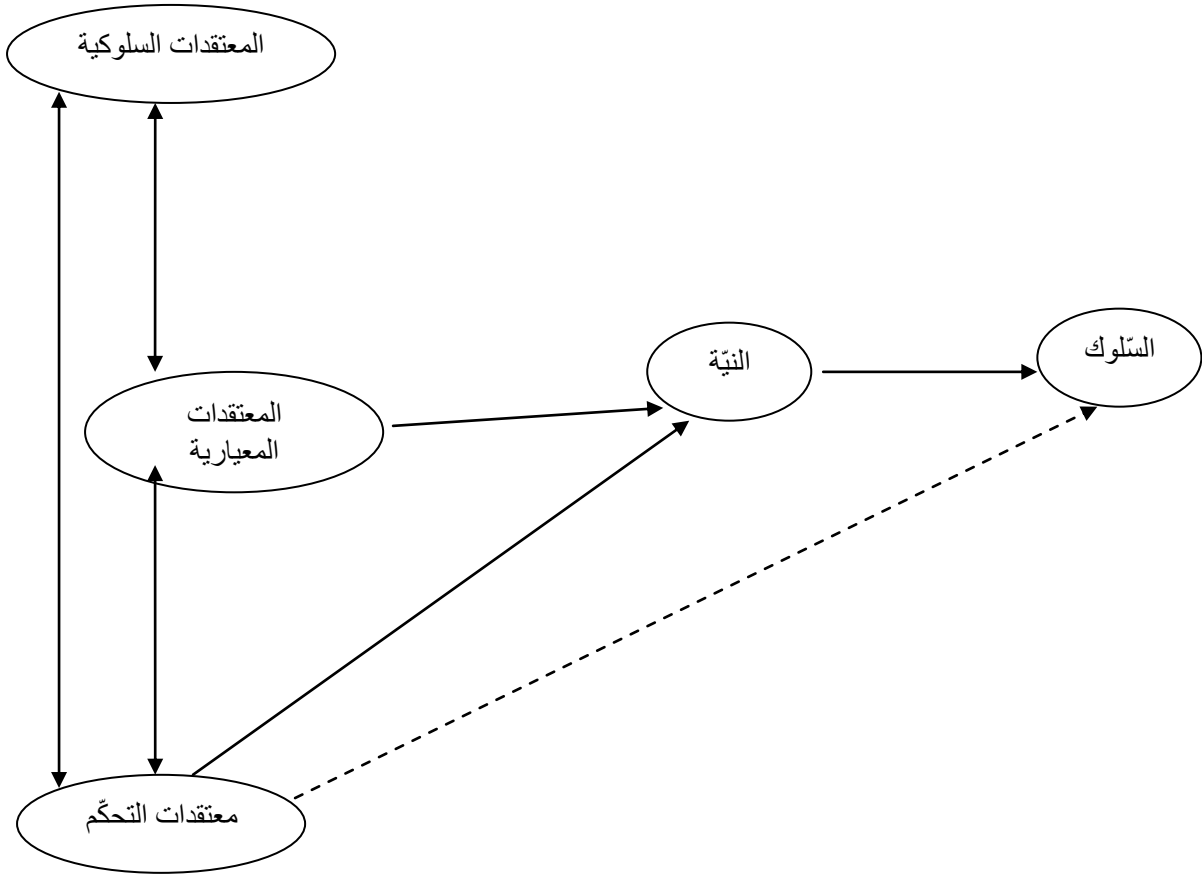 المعتقدات السلوكية
السّلوك
النيّة
المعتقدات
المعيارية
معتقدات التحكّم